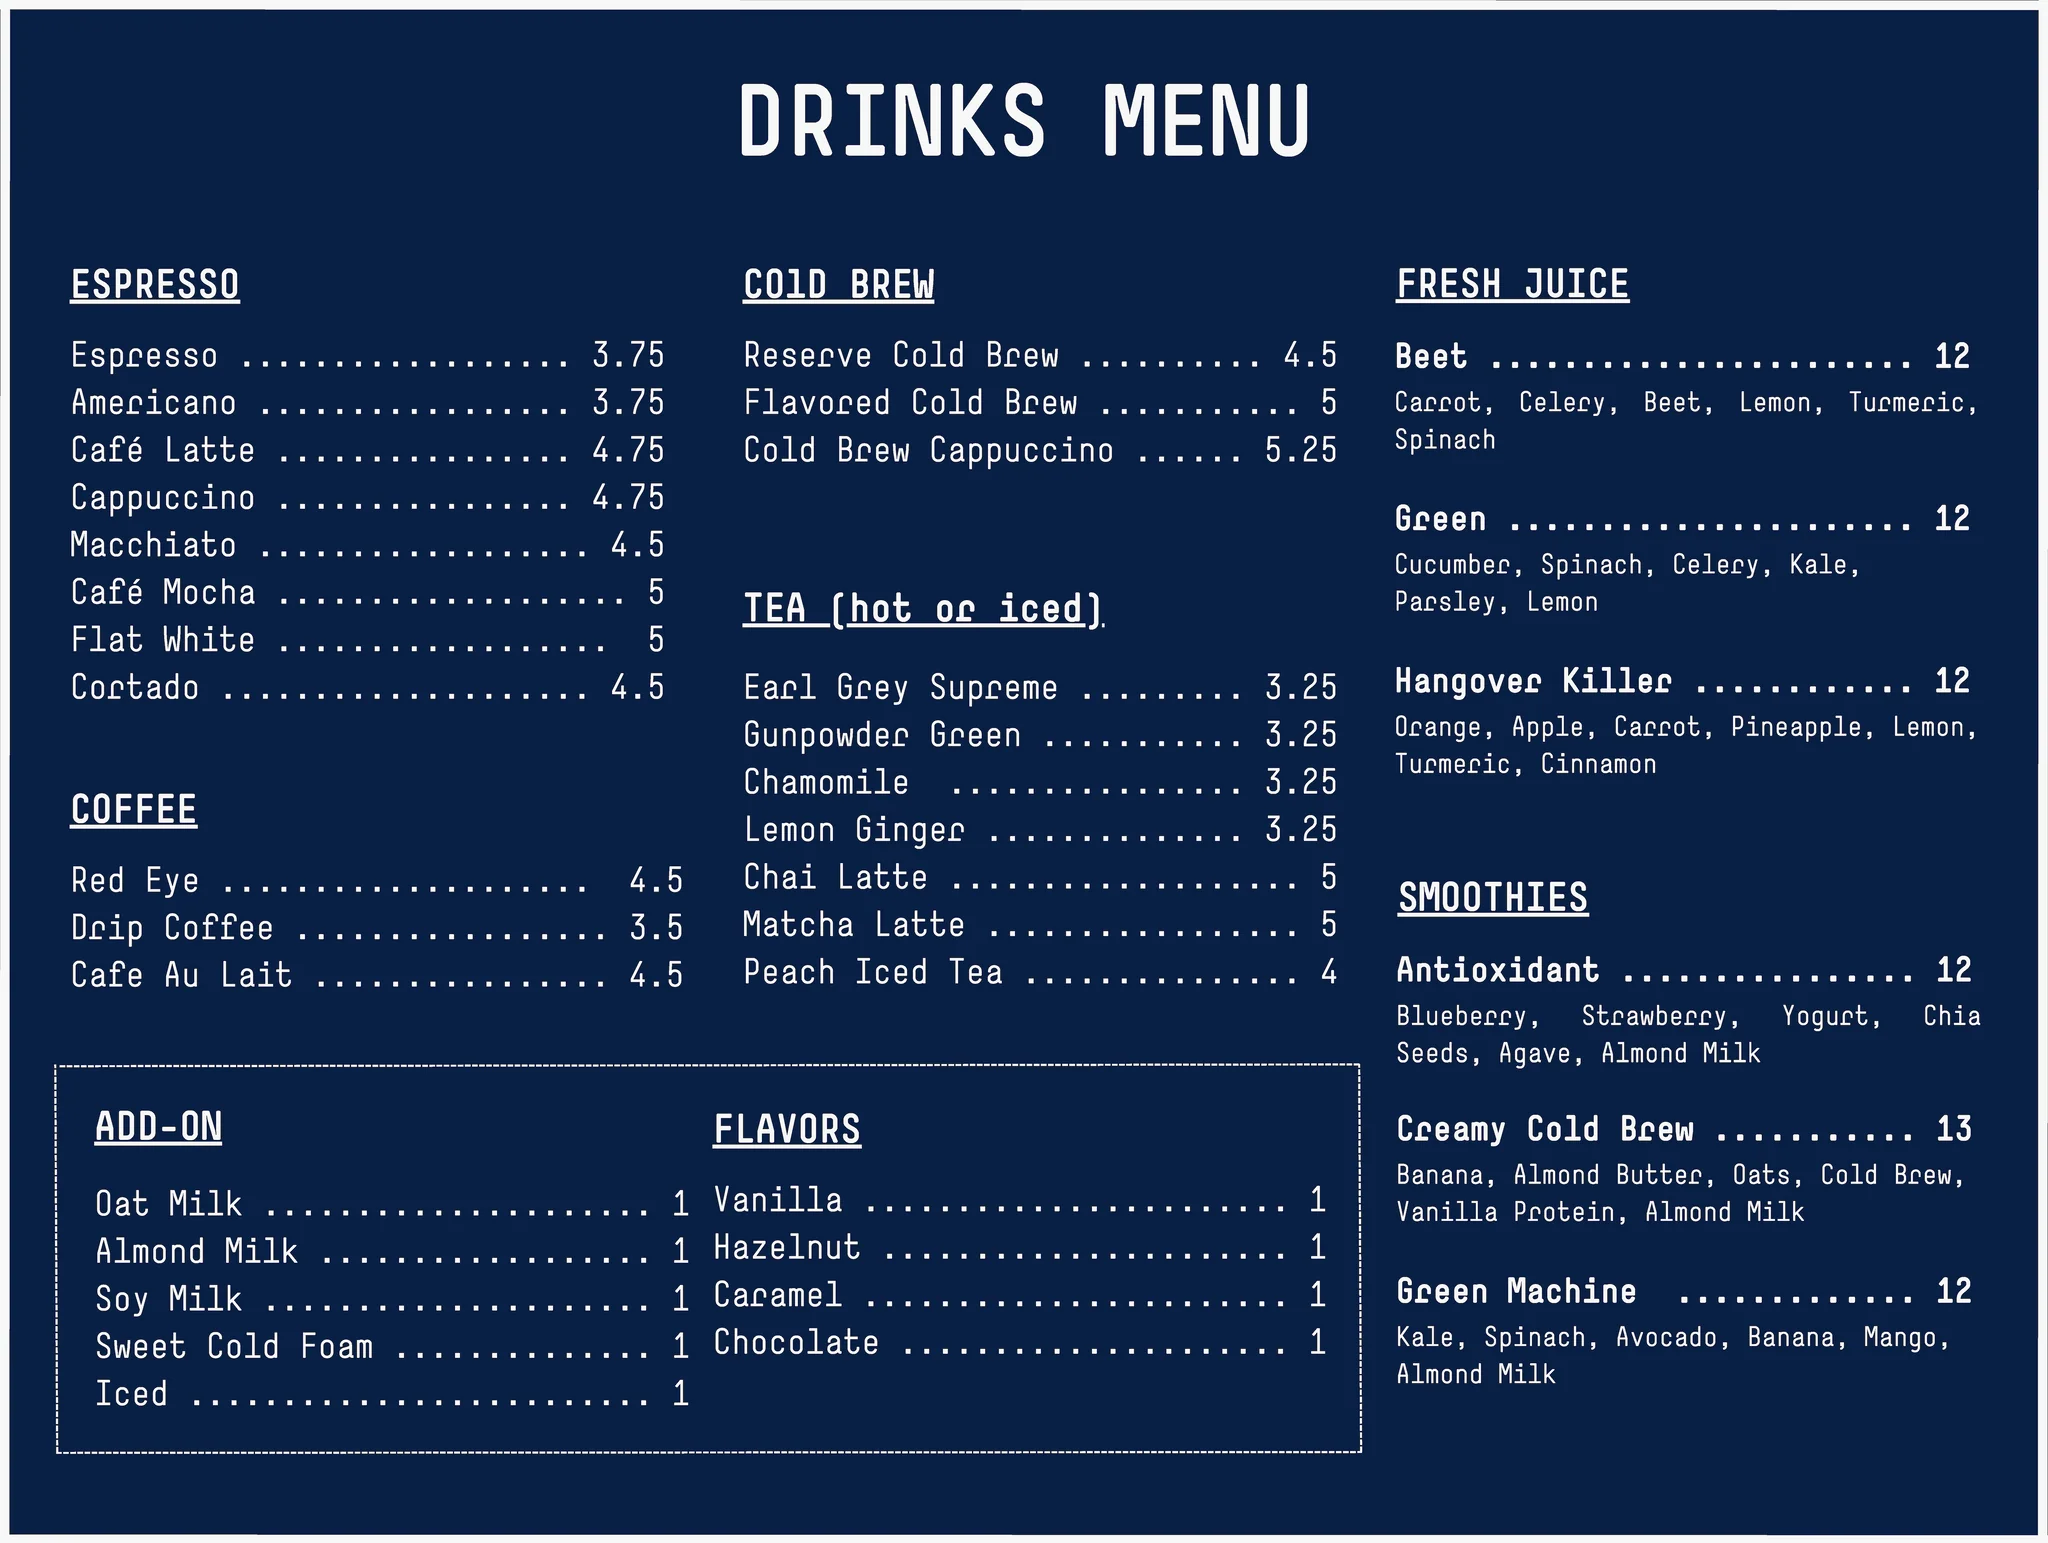 DRINKS MENU
ESPRESSO
Espresso .................. 3.75
Americano ................. 3.75
Café Latte ................ 4.75
Cappuccino ................ 4.75
Macchiato .................. 4.5
Café Mocha ................... 5
Flat White ..................  5
Cortado .................... 4.5
COFFEE
Red Eye ....................  4.5
Drip Coffee ................. 3.5
Cafe Au Lait ................ 4.5
COlD BREW
Reserve Cold Brew .......... 4.5
Flavored Cold Brew ........... 5
Cold Brew Cappuccino ...... 5.25
TEA (hot or iced)
Earl Grey Supreme ......... 3.25
Gunpowder Green ........... 3.25
Chamomile  ................ 3.25
Lemon Ginger .............. 3.25
Chai Latte ................... 5
Matcha Latte ................. 5
Peach Iced Tea ............... 4
ADD-ON
Oat Milk ..................... 1
Almond Milk .................. 1
Soy Milk ..................... 1
Sweet Cold Foam .............. 1
Iced ......................... 1
FLAVORS
Vanilla ....................... 1
Hazelnut ...................... 1
Caramel ....................... 1
Chocolate ..................... 1
FRESH JUICE
Beet ....................... 12
Carrot, Celery, Beet, Lemon, Turmeric,
Spinach
Green ...................... 12
Cucumber, Spinach, Celery, Kale,
Parsley, Lemon
Hangover Killer ............ 12
Orange, Apple, Carrot, Pineapple, Lemon,
Turmeric, Cinnamon
SMOOTHIES
Antioxidant ................ 12
Blueberry, Strawberry, Yogurt, Chia
Seeds, Agave, Almond Milk
Creamy Cold Brew ........... 13
Banana, Almond Butter, Oats, Cold Brew,
Vanilla Protein, Almond Milk
Green Machine  ............. 12
Kale, Spinach, Avocado, Banana, Mango,
Almond Milk